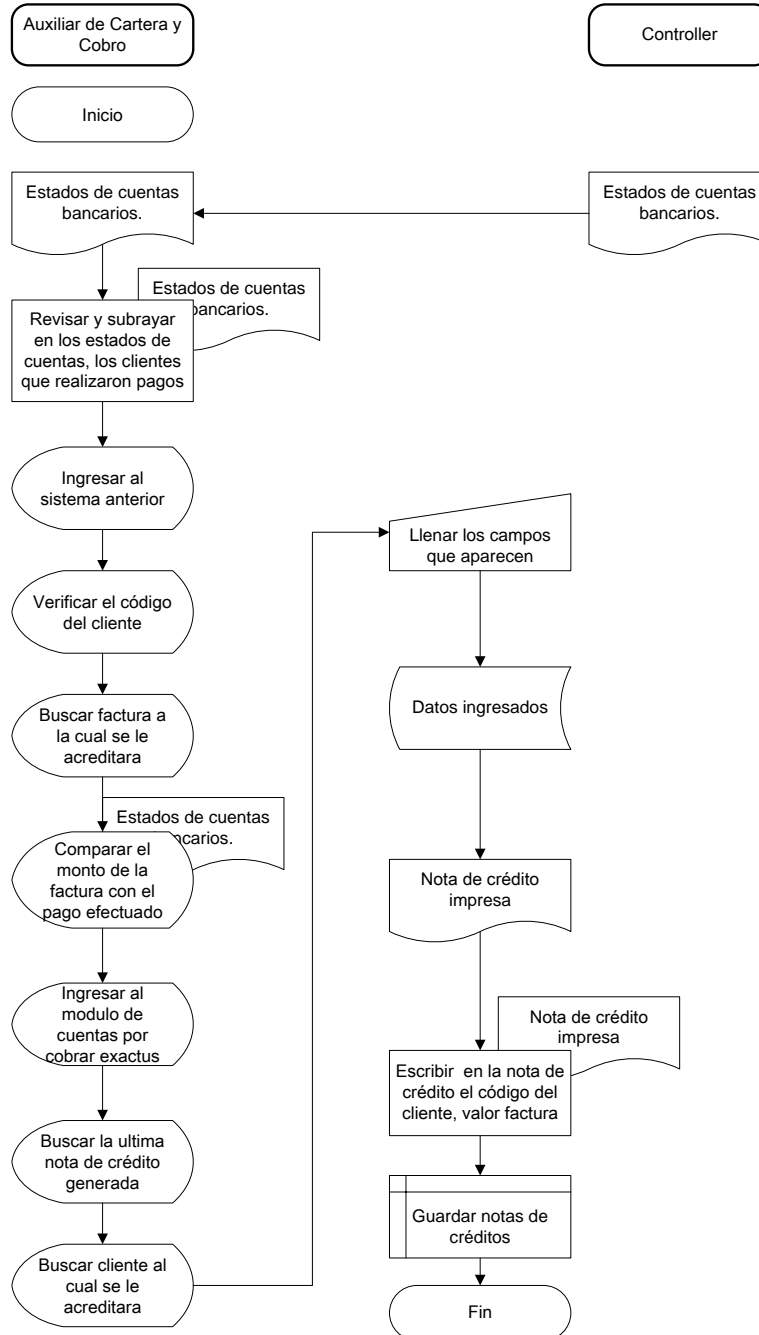 Auxiliar de Cartera y
Cobro
Controller
Inicio
Estados de cuentas
bancarios.
Estados de cuentas
bancarios.
Estados de cuentas
bancarios.
Revisar y subrayar
en los estados de
cuentas, los clientes
que realizaron pagos
Ingresar al
sistema anterior
Verificar el código
del cliente
Buscar factura a
la cual se le
acreditara
Estados de cuentas
ncarios.
Comparar el
monto de la
factura con el
pago efectuado
Ingresar al
modulo de
cuentas por
cobrar exactus
Buscar la ultima
nota de crédito
generada
Buscar cliente al
cual se le
acreditara
Llenar los campos
que aparecen
Datos ingresados
Nota de crédito
impresa
Nota de crédito
impresa
Escribir en la nota de
crédito el código del
cliente, valor factura
Guardar notas de
créditos
Fin